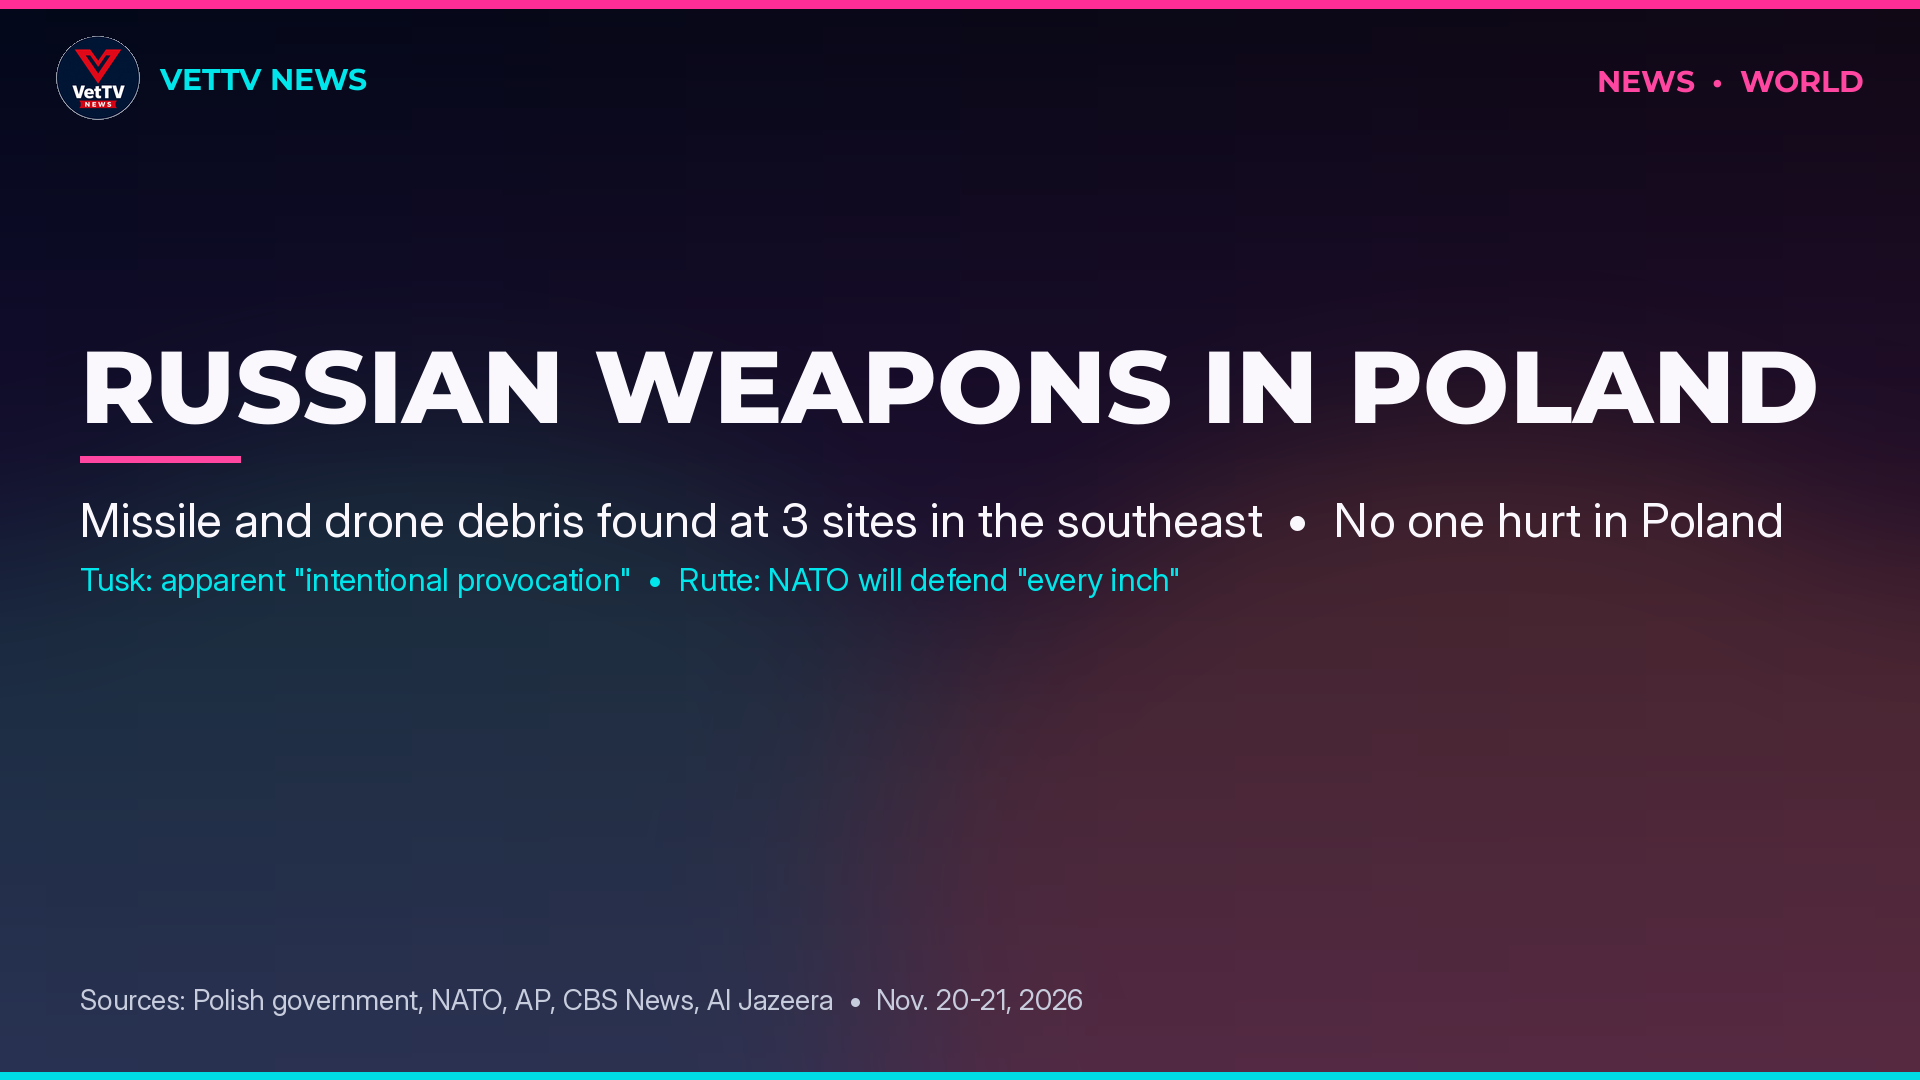 VetTV
NEWS
VETTV NEWS
NEWS • WORLD
RUSSIAN WEAPONS IN POLAND
Missile and drone debris found at 3 sites in the southeast • No one hurt in Poland
Tusk: apparent "intentional provocation" • Rutte: NATO will defend "every inch"
Sources: Polish government, NATO, AP, CBS News, Al Jazeera • Nov. 20-21, 2026